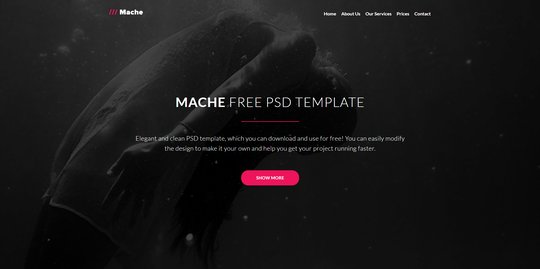 /// Mache
Home About Us Our Services Prices Contact
MACHE FREE PSD TEMPLATE
Elegant and clean PSD template, which you can download and use for free! You can easily modify
the design to make it your own and help you get your project running faster.
SHOW MORE